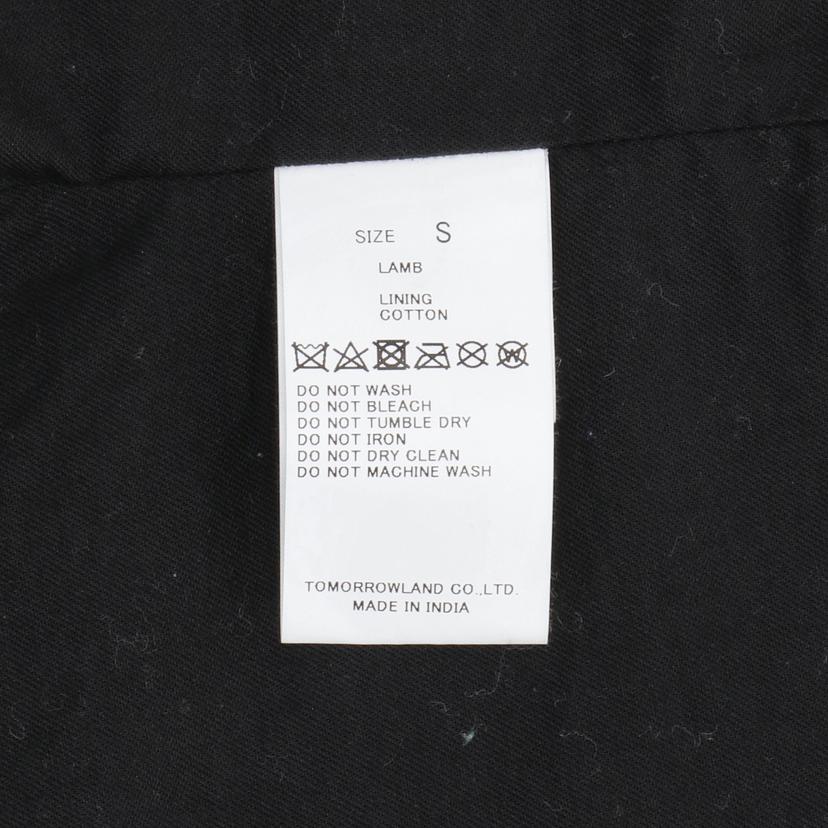 SIZE S
LAMB
LINING
COTTON
W
DO NOT WASH
DO NOT BLEACH
DO NOT TUMBLE DRY
DO NOT IRON
DO NOT DRY CLEAN
DO NOT MACHINE WASH
TOMORROWLAND CO.,LTD.
MADE IN INDIA